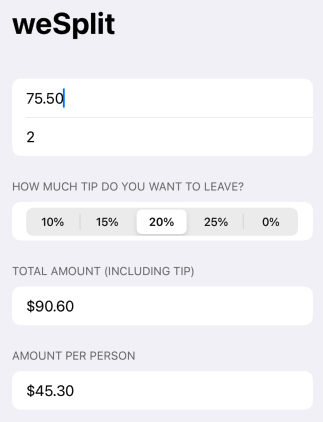 weSplit
75.50
2
HOW MUCH TIP DO YOU WANT TO LEAVE?
10% 15% 20% 25% 0%
TOTAL AMOUNT (INCLUDING TIP)
$90.60
AMOUNT PER PERSON
$45.30